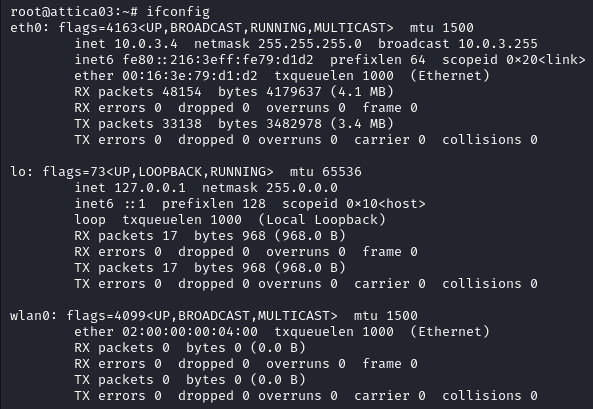 root@attica03:~# ifconfig
eth0: flags=4163<UP,BROADCAST,RUNNING,MULTICAST>  mtu 1500
        inet 10.0.3.4  netmask 255.255.255.0  broadcast 10.0.3.255
        inet6 fe80::216:3eff:fe79:d1d2  prefixlen 64  scopeid 0×20<link>
        ether 00:16:3e:79:d1:d2  txqueuelen 1000  (Ethernet)
        RX packets 48154  bytes 4179637 (4.1 MB)
        RX errors 0  dropped 0  overruns 0  frame 0
        TX packets 33138  bytes 3482978 (3.4 MB)
        TX errors 0  dropped 0 overruns 0  carrier 0  collisions 0

lo: flags=73<UP,LOOPBACK,RUNNING>  mtu 65536
        inet 127.0.0.1  netmask 255.0.0.0
        inet6 ::1  prefixlen 128  scopeid 0×10<host>
        loop  txqueuelen 1000  (Local Loopback)
        RX packets 17  bytes 968 (968.0 B)
        RX errors 0  dropped 0  overruns 0  frame 0
        TX packets 17  bytes 968 (968.0 B)
        TX errors 0  dropped 0 overruns 0  carrier 0  collisions 0

wlan0: flags=4099<UP,BROADCAST,MULTICAST>  mtu 1500
        ether 02:00:00:00:04:00  txqueuelen 1000  (Ethernet)
        RX packets 0  bytes 0 (0.0 B)
        RX errors 0  dropped 0  overruns 0  frame 0
        TX packets 0  bytes 0 (0.0 B)
        TX errors 0  dropped 0 overruns 0  carrier 0  collisions 0